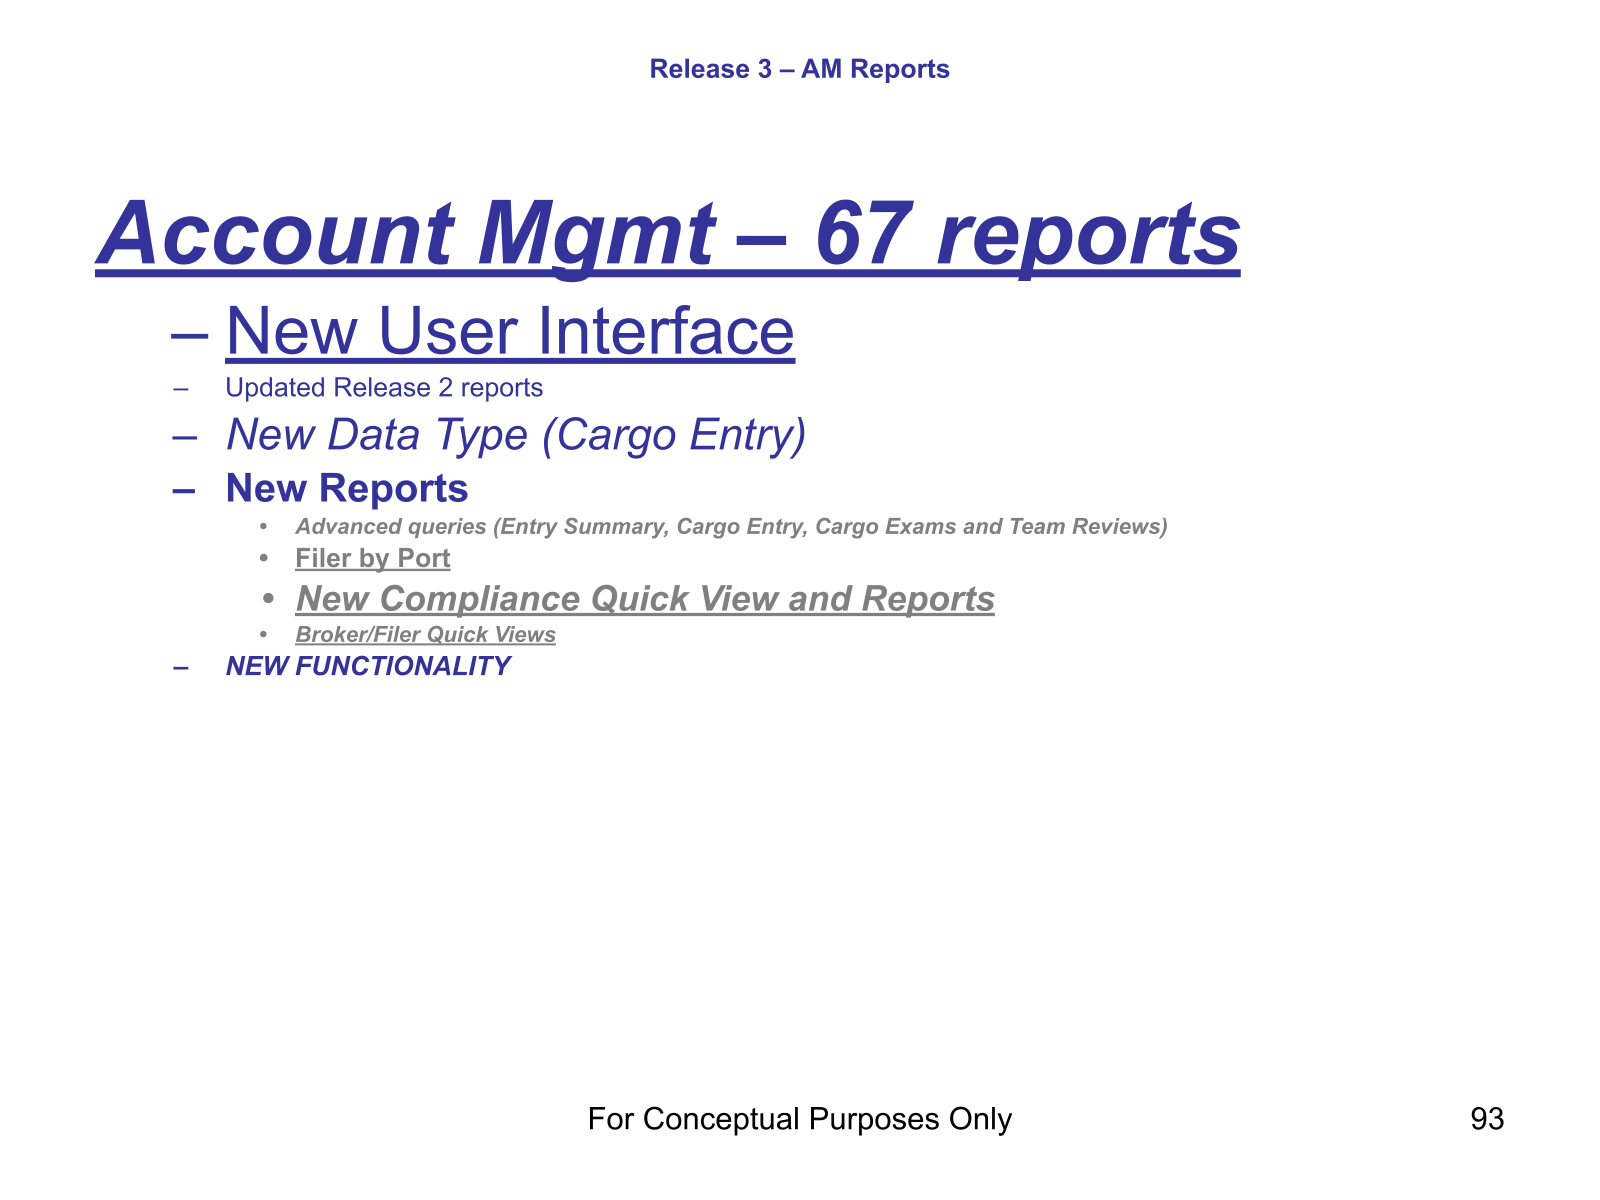 Release 3 – AM Reports
Account Mgmt – 67 reports
– New User Interface
– Updated Release 2 reports
– New Data Type (Cargo Entry)
– New Reports
• Advanced queries (Entry Summary, Cargo Entry, Cargo Exams and Team Reviews)
• Filer by Port
• New Compliance Quick View and Reports
• Broker/Filer Quick Views
– NEW FUNCTIONALITY
For Conceptual Purposes Only
93